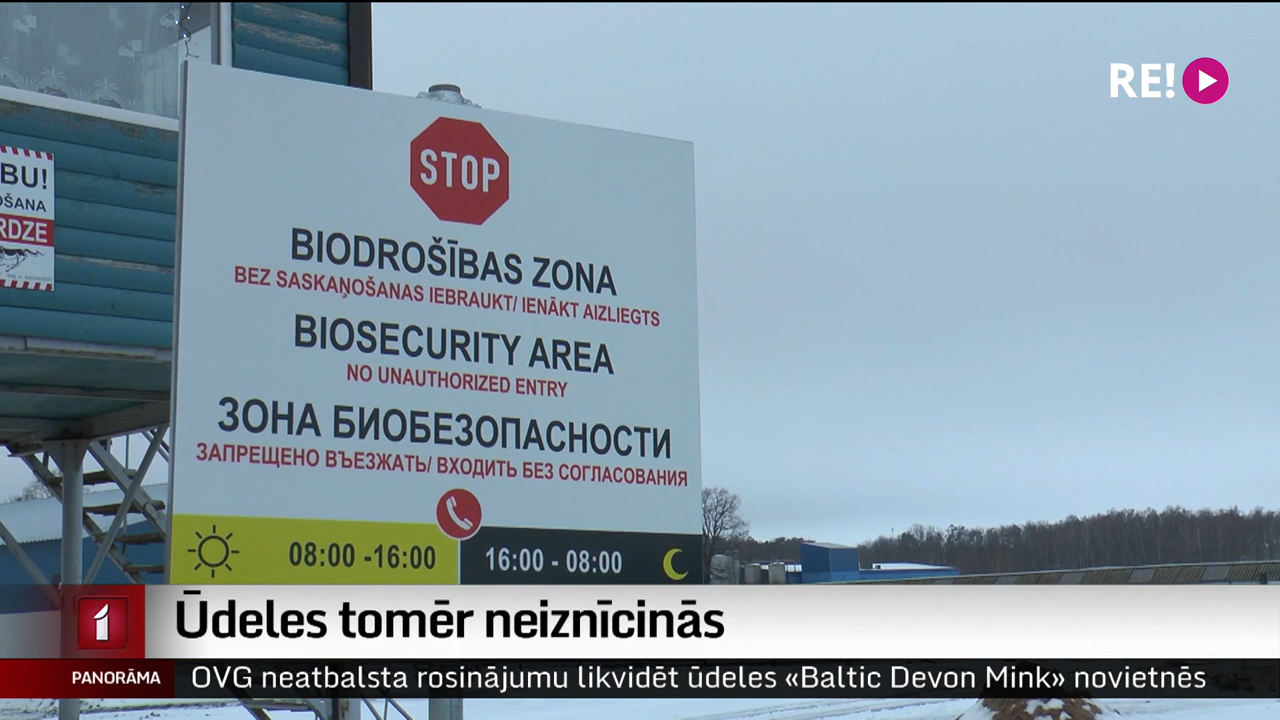 RE!
BU!
OŠANA
RDZE
STOP
BIODROŠĪBAS ZONA
BEZ SASKAŅOŠANAS IEBRAUKT/ IENĀKT AIZLIEGTS
BIOSECURITY AREA
NO UNAUTHORIZED ENTRY
ЗОНА БИОБЕЗОПАСНОСТИ
ЗАПРЕЩЕНО ВЪЕЗЖАТЬ/ ВХОДИТЬ БЕЗ СОГЛАСОВАНИЯ
08:00 -16:00
16:00 - 08:00
1
Ūdeles tomēr neiznīcinās
PANORĀMA
OVG neatbalsta rosinājumu likvidēt ūdeles «Baltic Devon Mink» novietnēs